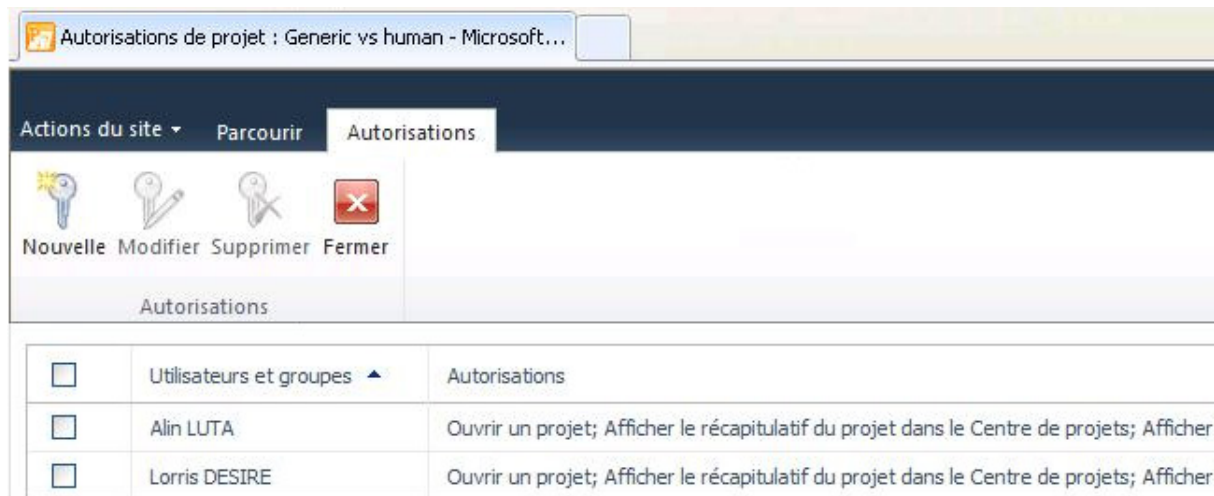 Autorisations de projet : Generic vs human - Microsoft...
Actions du site Parcourir Autorisations
Nouvelle Modifier Supprimer Fermer
Autorisations
Utilisateurs et groupes Autorisations
Alin LUTA Ouvrir un projet; Afficher le récapitulatif du projet dans le Centre de projets; Afficher
Lorris DESIRE Ouvrir un projet; Afficher le récapitulatif du projet dans le Centre de projets; Afficher